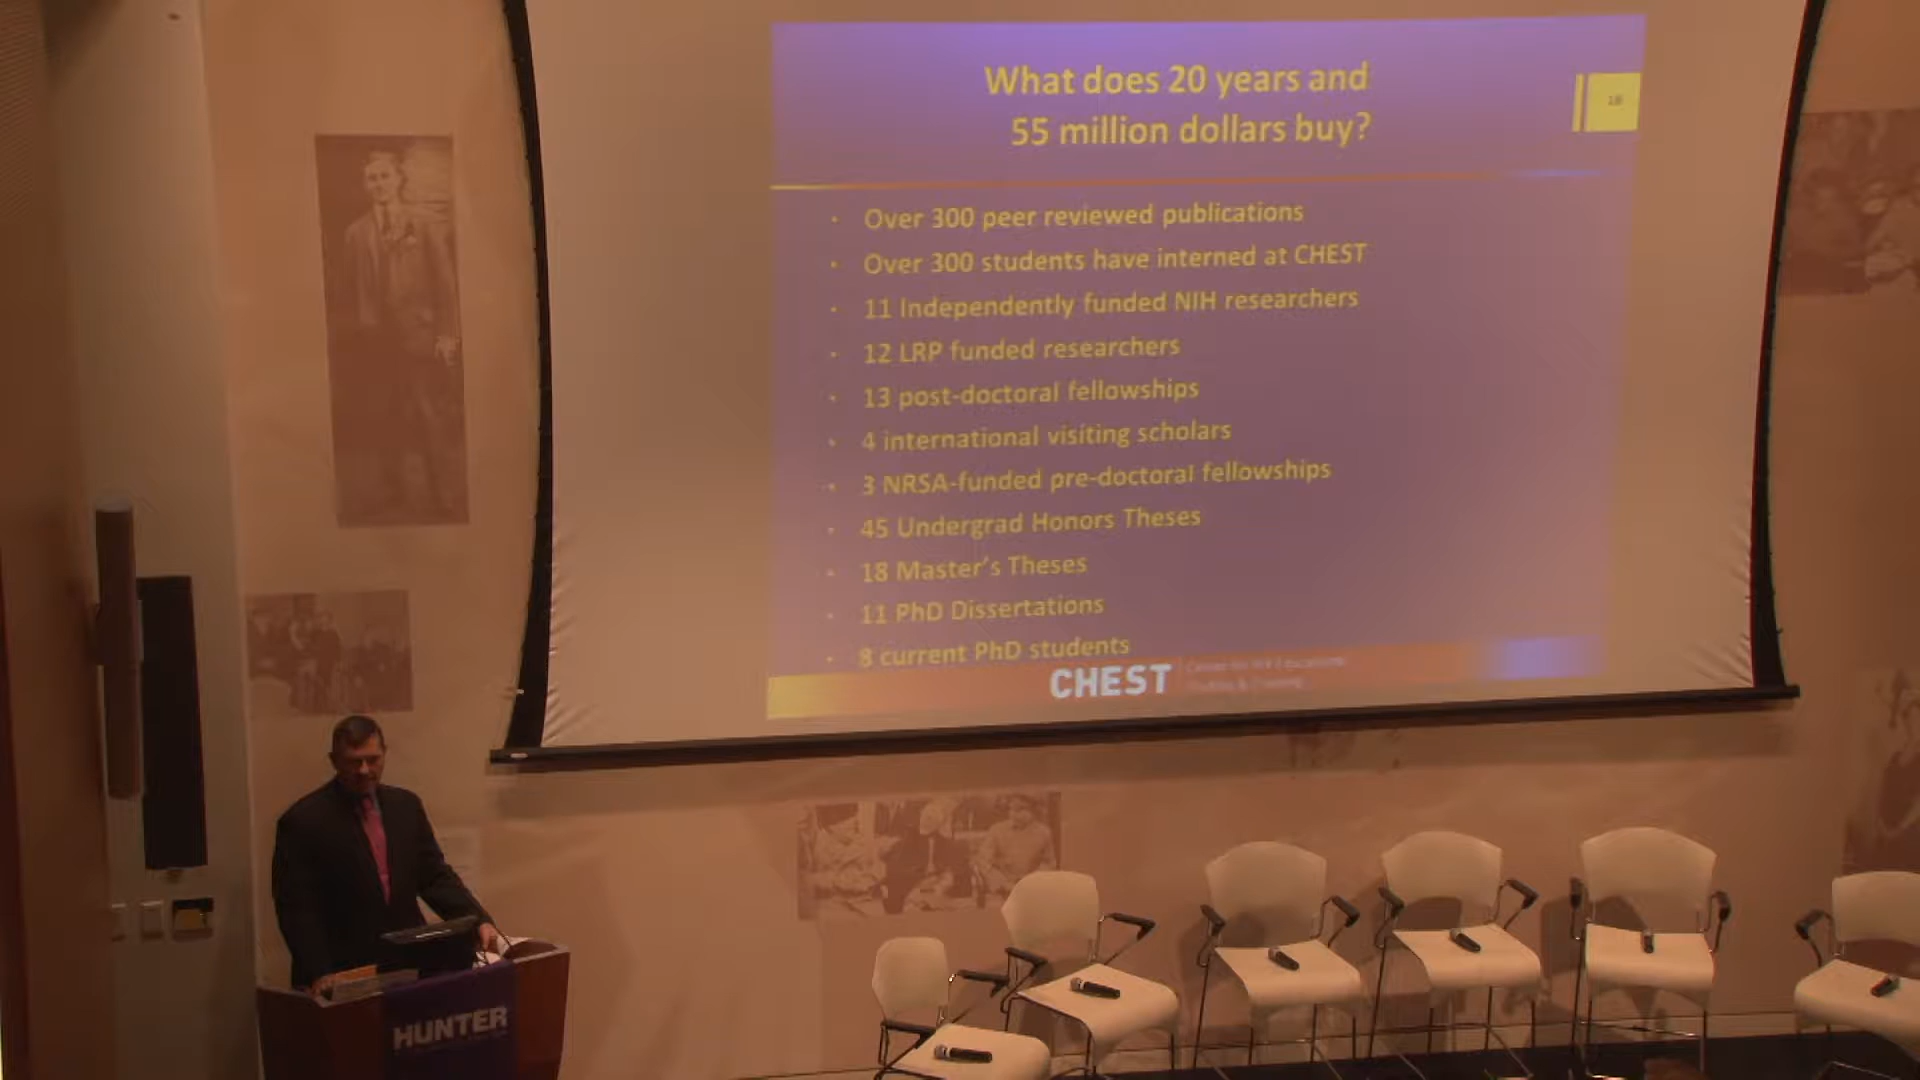 What does 20 years and
55 million dollars buy?
18
• Over 300 peer reviewed publications
• Over 300 students have interned at CHEST
• 11 Independently funded NIH researchers
• 12 LRP funded researchers
• 13 post-doctoral fellowships
• 4 international visiting scholars
• 3 NRSA-funded pre-doctoral fellowships
• 45 Undergrad Honors Theses
• 18 Master's Theses
• 11 PhD Dissertations
• 8 current PhD students
CHEST
HUNTER